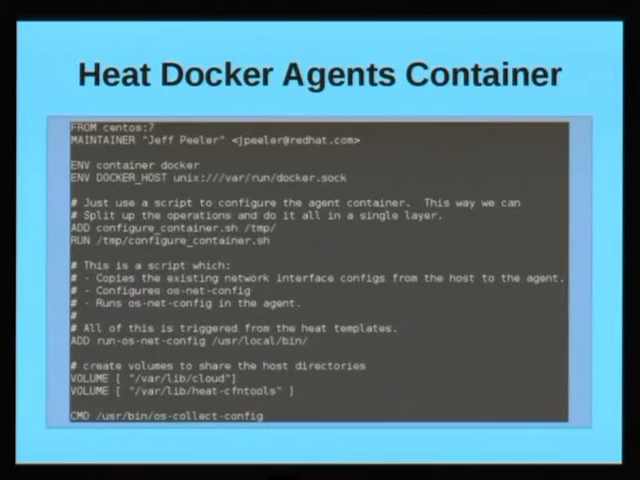 Heat Docker Agents Container
FROM centos:7
MAINTAINER "Jeff Peeler" <jpeeler@redhat.com>
ENV container docker
ENV DOCKER_HOST unix:///var/run/docker.sock
# Just use a script to configure the agent container.  This way we can
# Split up the operations and do it all in a single layer.
ADD configure_container.sh /tmp/
RUN /tmp/configure_container.sh
# This is a script which:
# - Copies the existing network interface configs from the host to the agent.
# - Configures os-net-config
# - Runs os-net-config in the agent.
#
# All of this is triggered from the heat templates.
ADD run-os-net-config /usr/local/bin/
# create volumes to share the host directories
VOLUME [ "/var/lib/cloud"]
VOLUME [ "/var/lib/heat-cfntools" ]
CMD /usr/bin/os-collect-config